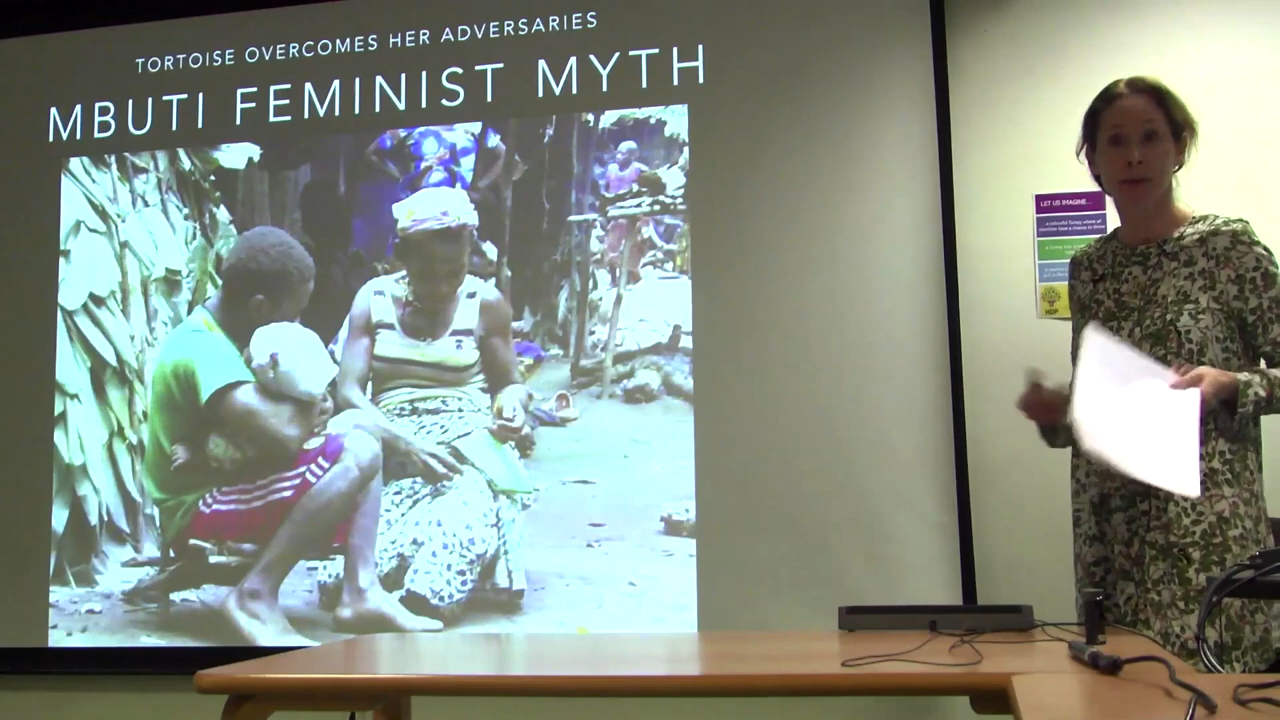 TORTOISE OVERCOMES HER ADVERSARIES
MBUTI FEMINIST MYTH
LET US IMAGINE...
HDP